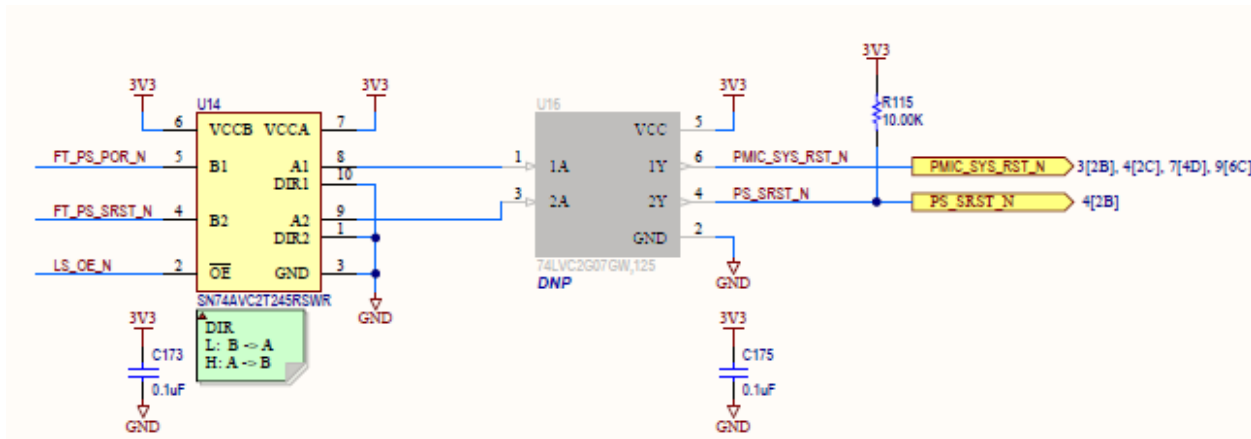 3V3
3V3
U14
3V3
U16
3V3
R115
10.00K
6 VCCB VCCA 7
VCC 5
FT_PS_POR_N 5 B1 A1 8
1 1A 1Y 6 PMIC_SYS_RST_N PMIC_SYS_RST_N 3[2B], 4[2C], 7[4D], 9[6C]
DIR1 10
FT_PS_SRST_N 4 B2 A2 9
3 2A 2Y 4 PS_SRST_N PS_SRST_N 4[2B]
DIR2 1
GND 2
LS_OE_N 2 OE GND 3
74LVC2G07GW,125
DNP
GND
SN74AVC2T245RSWR
GND
3V3
DIR
L: B -> A
H: A -> B
C173
0.1uF
GND
3V3
C175
0.1uF
GND